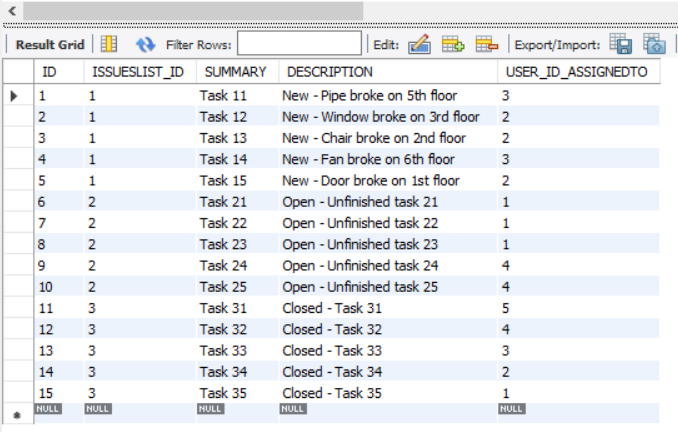 Result Grid Filter Rows: Edit: Export/Import:
ID ISSUESLIST_ID SUMMARY DESCRIPTION USER_ID_ASSIGNEDTO
1 1 Task 11 New - Pipe broke on 5th floor 3
2 1 Task 12 New - Window broke on 3rd floor 2
3 1 Task 13 New - Chair broke on 2nd floor 2
4 1 Task 14 New - Fan broke on 6th floor 3
5 1 Task 15 New - Door broke on 1st floor 2
6 2 Task 21 Open - Unfinished task 21 1
7 2 Task 22 Open - Unfinished task 22 1
8 2 Task 23 Open - Unfinished task 23 1
9 2 Task 24 Open - Unfinished task 24 4
10 2 Task 25 Open - Unfinished task 25 4
11 3 Task 31 Closed - Task 31 5
12 3 Task 32 Closed - Task 32 4
13 3 Task 33 Closed - Task 33 3
14 3 Task 34 Closed - Task 34 2
15 3 Task 35 Closed - Task 35 1
NULL NULL NULL NULL NULL